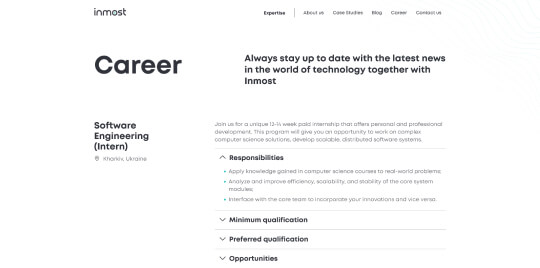 inmost
Expertise
About us
Case Studies
Blog
Career
Contact us
Career
Always stay up to date with the latest news
in the world of technology together with
Inmost
Software
Engineering
(Intern)
Kharkiv, Ukraine
Join us for a unique 12-14 week paid internship that offers personal and professional
development. This program will give you an opportunity to work on complex
computer science solutions, develop scalable, distributed software systems.
Responsibilities
Apply knowledge gained in computer science courses to real-world problems;
Analyze and improve efficiency, scalability, and stability of the core system
modules;
Interface with the core team to incorporate your innovations and vice versa.
Minimum qualification
Preferred qualification
Opportunities